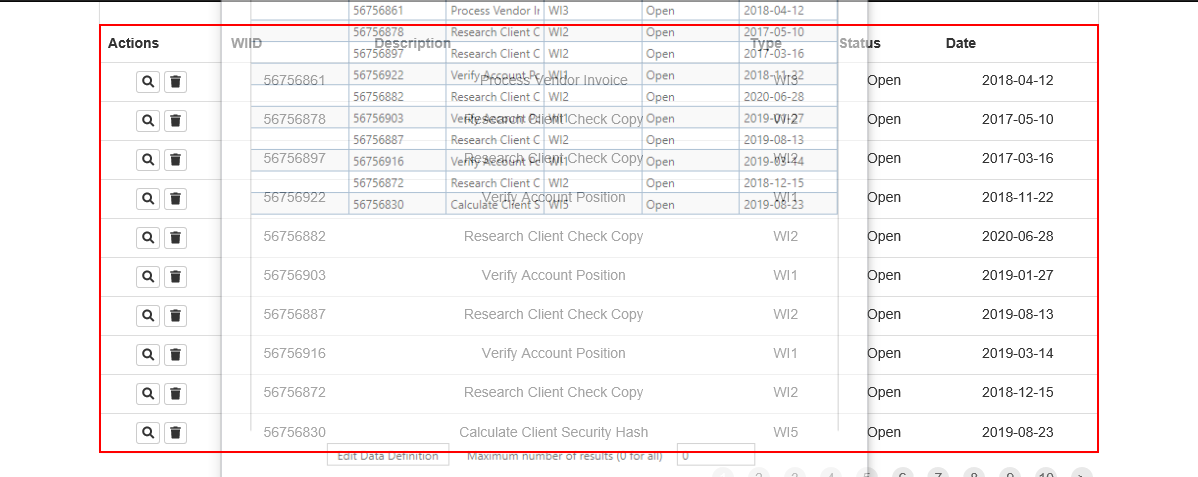 56756861 Process Vendor Ir WI3 Open 2018-04-12
56756878 Research Client C WI2 Open 2017-05-10
Actions WIID Description Type Status Date
56756897 Research Client C WI2 Open 2017-03-16
56756922 Verify Account Pc WI1 Open 2018-11-22
56756861 Process Vendor Invoice WI3 Open 2018-04-12
56756882 Research Client C WI2 Open 2020-06-28
56756903 Verify Account Pc WI1 Open 2019-01-27
56756878 Research Client Check Copy WI2 Open 2017-05-10
56756887 Research Client C WI2 Open 2019-08-13
56756916 Verify Account Pc WI1 Open 2019-03-14
56756897 Research Client Check Copy WI2 Open 2017-03-16
56756872 Research Client C WI2 Open 2018-12-15
56756922 Verify Account Position WI1 Open 2018-11-22
56756830 Calculate Client S WI5 Open 2019-08-23
56756882 Research Client Check Copy WI2 Open 2020-06-28
56756903 Verify Account Position WI1 Open 2019-01-27
56756887 Research Client Check Copy WI2 Open 2019-08-13
56756916 Verify Account Position WI1 Open 2019-03-14
56756872 Research Client Check Copy WI2 Open 2018-12-15
56756830 Calculate Client Security Hash WI5 Open 2019-08-23
Edit Data Definition Maximum number of results (0 for all) 0
1 2 3 4 5 6 7 8 9 10 >